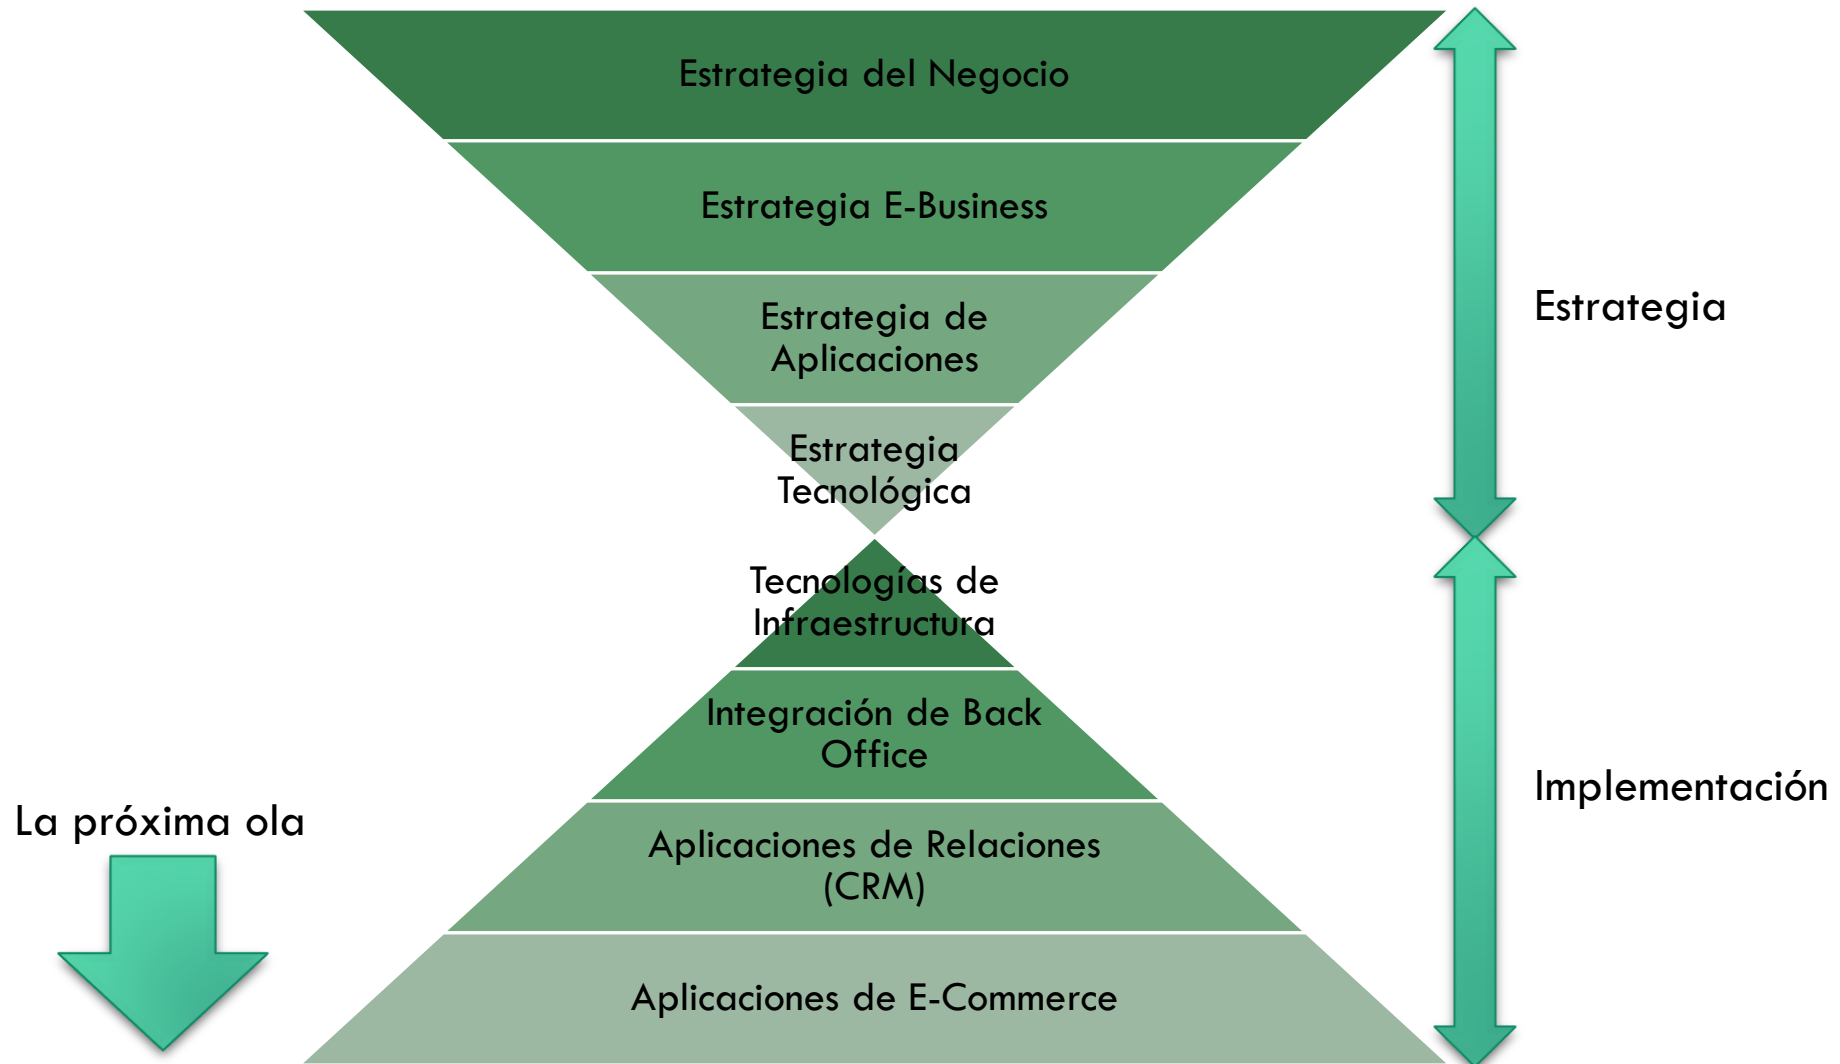 Estrategia del Negocio
Estrategia E-Business
Estrategia de
Aplicaciones
Estrategia
Tecnológica
Estrategia
Tecnologías de
Infraestructura
Integración de Back
Office
Aplicaciones de Relaciones
(CRM)
Aplicaciones de E-Commerce
Implementación
La próxima ola